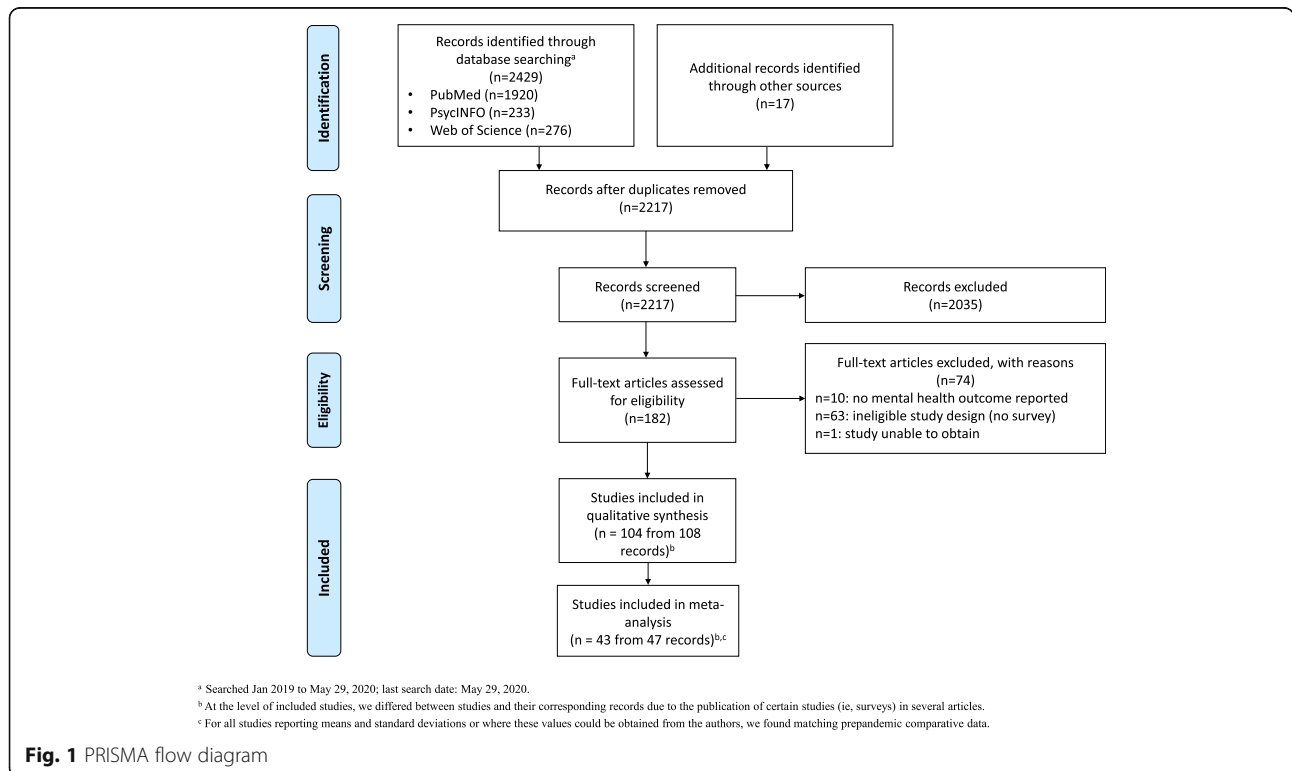 Identification
Records identified through
database searchingᵃ
(n=2429)
• PubMed (n=1920)
• PsycINFO (n=233)
• Web of Science (n=276)
Additional records identified
through other sources
(n=17)
Records after duplicates removed
(n=2217)
Screening
Records screened
(n=2217)
Records excluded
(n=2035)
Eligibility
Full-text articles assessed
for eligibility
(n=182)
Full-text articles excluded, with reasons
(n=74)
n=10: no mental health outcome reported
n=63: ineligible study design (no survey)
n=1: study unable to obtain
Included
Studies included in
qualitative synthesis
(n = 104 from 108
records)ᵇ
Studies included in meta-
analysis
(n = 43 from 47 records)ᵇ,ᶜ
ᵃ Searched Jan 2019 to May 29, 2020; last search date: May 29, 2020.
ᵇ At the level of included studies, we differed between studies and their corresponding records due to the publication of certain studies (ie, surveys) in several articles.
ᶜ For all studies reporting means and standard deviations or where these values could be obtained from the authors, we found matching prepandemic comparative data.
Fig. 1 PRISMA flow diagram